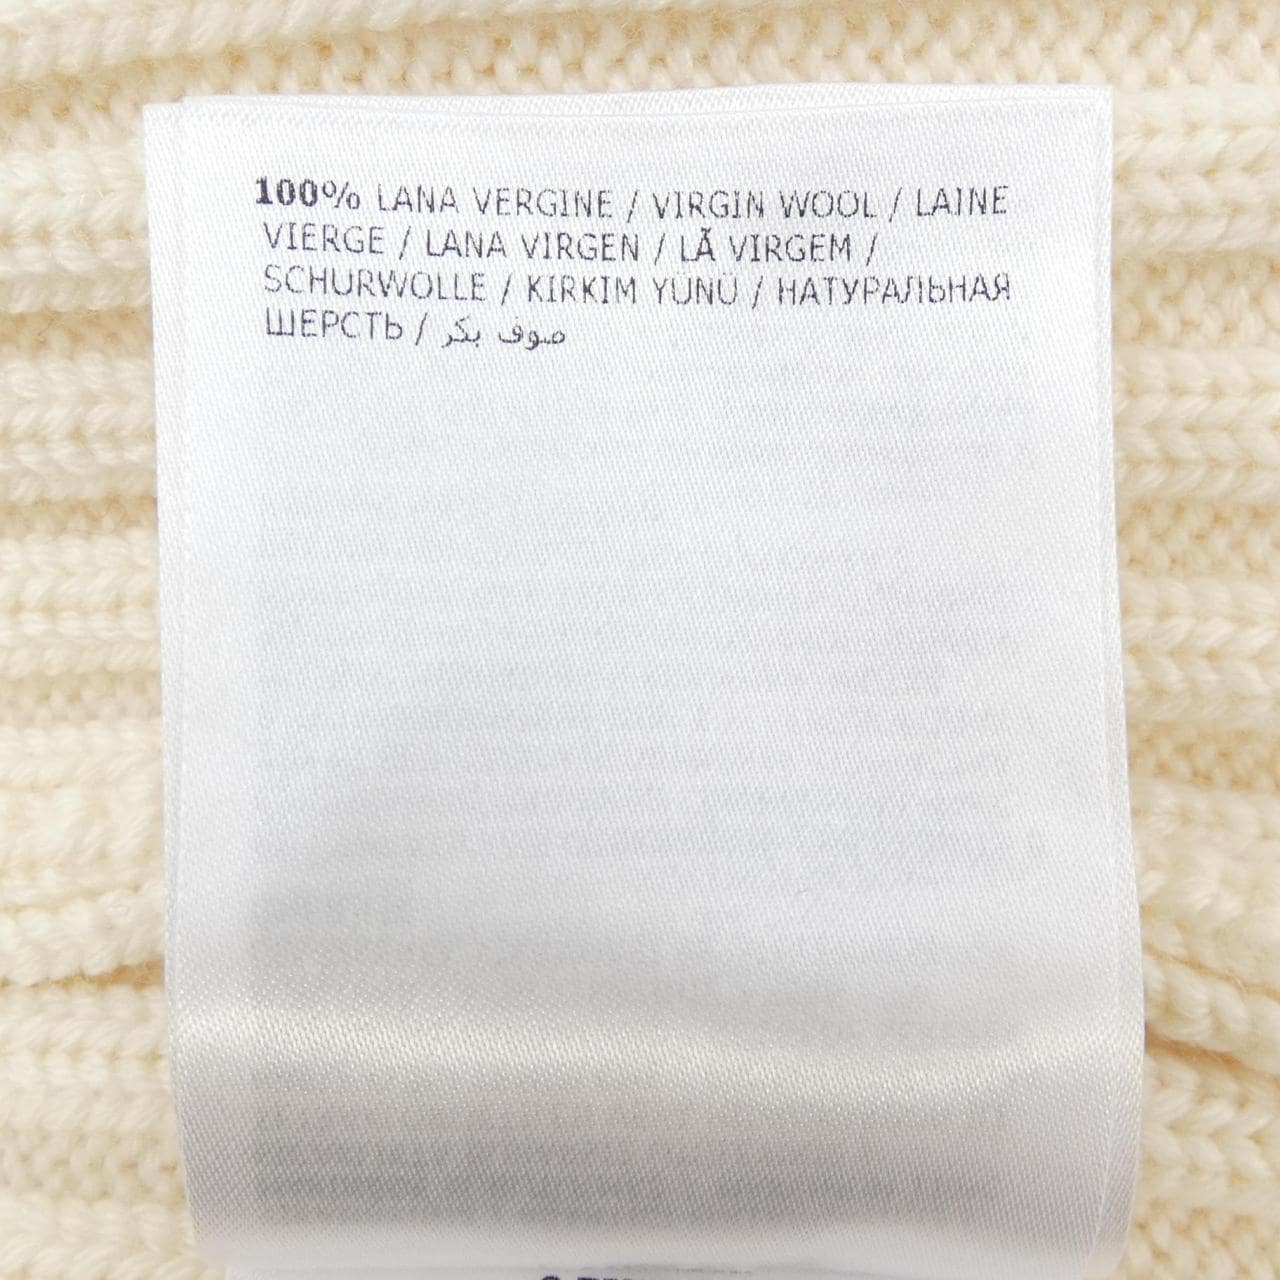 100% LANA VERGINE / VIRGIN WOOL / LAINE
VIERGE / LANA VIRGEN / LÃ VIRGEM /
SCHURWOLLE / KIRKIM YÜNÜ / НАТУРАЛЬНАЯ
ШЕРСТЬ / صوف بكر